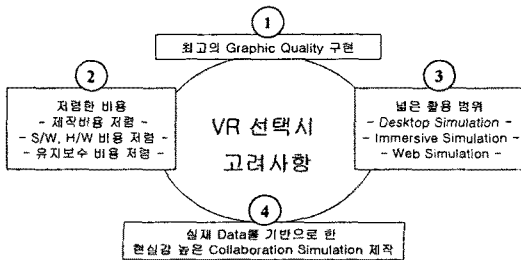 1
최고의 Graphic Quality 구현
2
저렴한 비용
- 제작비용 저렴 -
- S/W, H/W 비용 저렴 -
- 유지보수 비용 저렴 -
3
넓은 활용 범위
- Desktop Simulation -
- Immersive Simulation -
- Web Simulation -
VR 선택시
고려사항
4
실재 Data를 기반으로 한
현실감 높은 Collaboration Simulation 제작